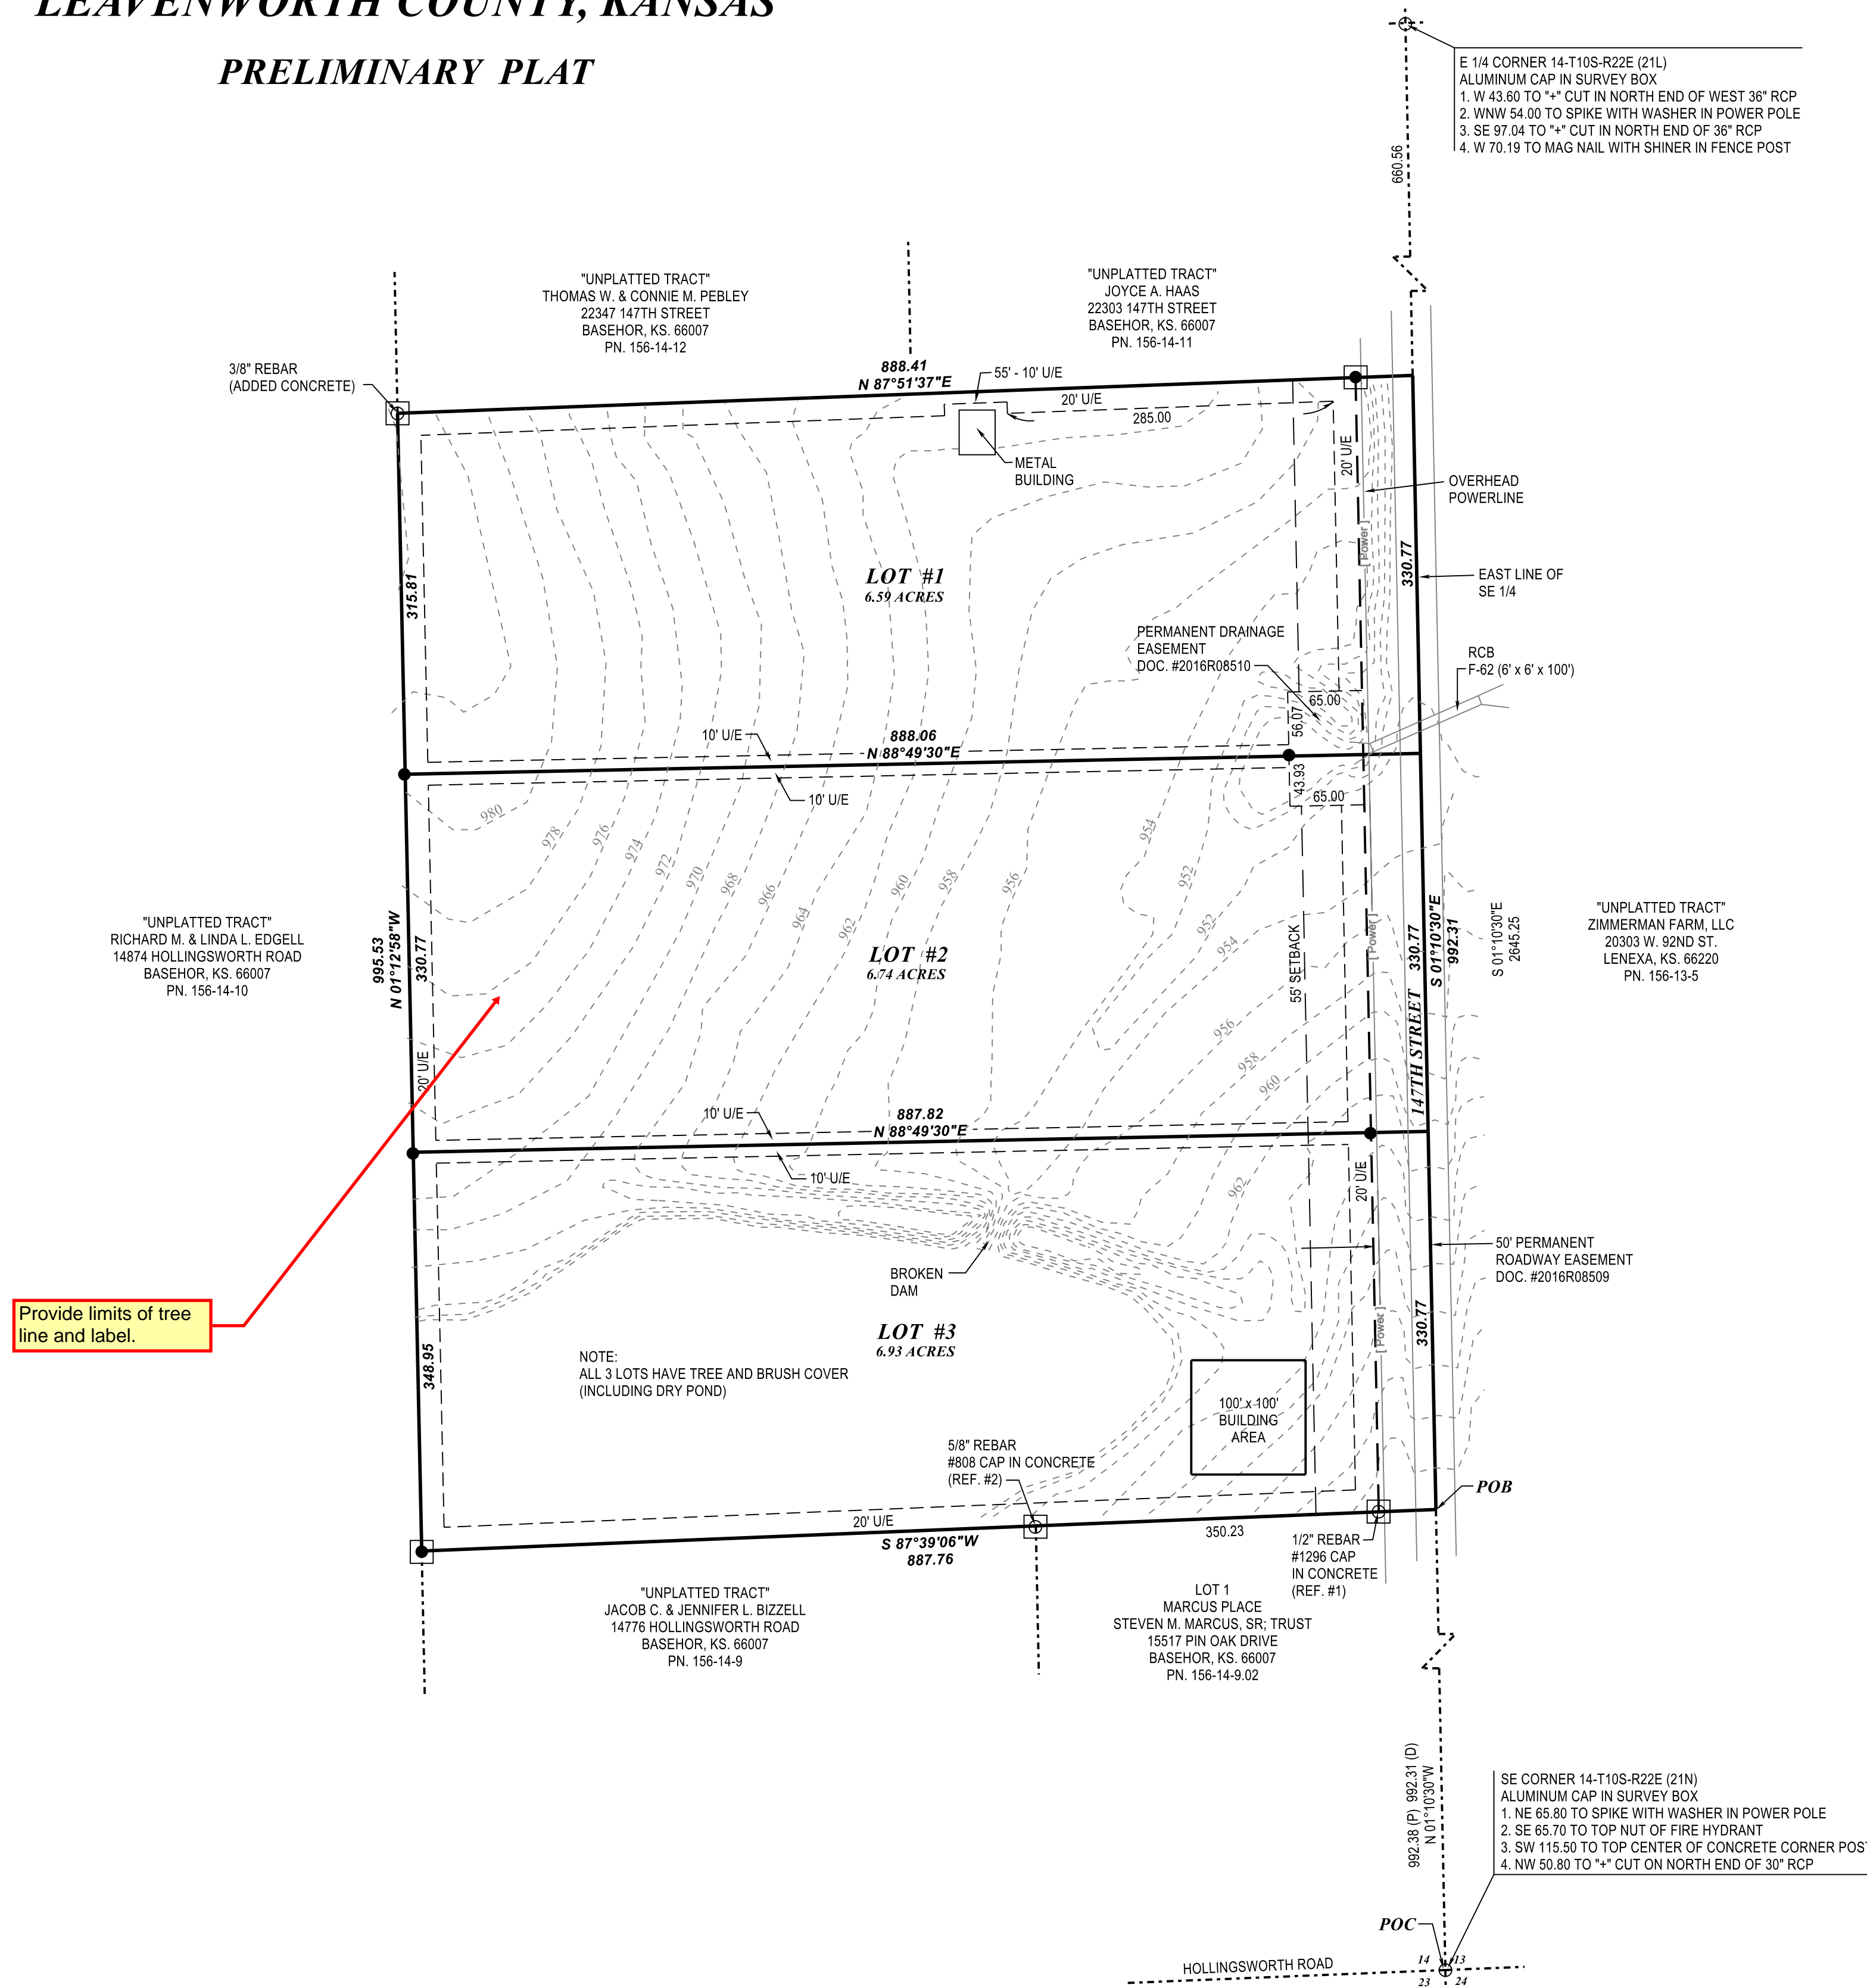 LEAVENWORTH COUNTY, KANSAS
PRELIMINARY PLAT
E 1/4 CORNER 14-T10S-R22E (21L)
ALUMINUM CAP IN SURVEY BOX
1. W 43.60 TO "+" CUT IN NORTH END OF WEST 36" RCP
2. WNW 54.00 TO SPIKE WITH WASHER IN POWER POLE
3. SE 97.04 TO "+" CUT IN NORTH END OF 36" RCP
4. W 70.19 TO MAG NAIL WITH SHINER IN FENCE POST
660.56
"UNPLATTED TRACT"
THOMAS W. & CONNIE M. PEBLEY
22347 147TH STREET
BASEHOR, KS. 66007
PN. 156-14-12
"UNPLATTED TRACT"
JOYCE A. HAAS
22303 147TH STREET
BASEHOR, KS. 66007
PN. 156-14-11
3/8" REBAR
(ADDED CONCRETE)
888.41
N 87°51'37"E
55' - 10' U/E
20' U/E
285.00
20' U/E
METAL
BUILDING
OVERHEAD
POWERLINE
[ Power ]
330.77
EAST LINE OF
SE 1/4
315.81
LOT #1
6.59 ACRES
PERMANENT DRAINAGE
EASEMENT
DOC. #2016R08510
RCB
F-62 (6' x 6' x 100')
65.00
56.07
10' U/E
888.06
N 88°49'30"E
10' U/E
43.93
65.00
980
978
976
974
972
970
968
966
964
962
960
958
956
954
952
952
954
956
958
960
962
"UNPLATTED TRACT"
RICHARD M. & LINDA L. EDGELL
14874 HOLLINGSWORTH ROAD
BASEHOR, KS. 66007
PN. 156-14-10
995.53
N 01°12'58"W
330.77
20' U/E
LOT #2
6.74 ACRES
55' SETBACK
[ Power ]
147TH STREET
330.77
S 01°10'30"E
992.31
S 01°10'30"E
2645.25
"UNPLATTED TRACT"
ZIMMERMAN FARM, LLC
20303 W. 92ND ST.
LENEXA, KS. 66220
PN. 156-13-5
10' U/E
887.82
N 88°49'30"E
10' U/E
20' U/E
50' PERMANENT
ROADWAY EASEMENT
DOC. #2016R08509
BROKEN
DAM
Provide limits of tree
line and label.
348.95
LOT #3
6.93 ACRES
[ Power ]
330.77
NOTE:
ALL 3 LOTS HAVE TREE AND BRUSH COVER
(INCLUDING DRY POND)
100' x 100'
BUILDING
AREA
5/8" REBAR
#808 CAP IN CONCRETE
(REF. #2)
POB
20' U/E
S 87°39'06"W
887.76
350.23
1/2" REBAR
#1296 CAP
IN CONCRETE
(REF. #1)
"UNPLATTED TRACT"
JACOB C. & JENNIFER L. BIZZELL
14776 HOLLINGSWORTH ROAD
BASEHOR, KS. 66007
PN. 156-14-9
LOT 1
MARCUS PLACE
STEVEN M. MARCUS, SR; TRUST
15517 PIN OAK DRIVE
BASEHOR, KS. 66007
PN. 156-14-9.02
992.38 (P) 992.31 (D)
N 01°10'30"W
SE CORNER 14-T10S-R22E (21N)
ALUMINUM CAP IN SURVEY BOX
1. NE 65.80 TO SPIKE WITH WASHER IN POWER POLE
2. SE 65.70 TO TOP NUT OF FIRE HYDRANT
3. SW 115.50 TO TOP CENTER OF CONCRETE CORNER POST
4. NW 50.80 TO "+" CUT ON NORTH END OF 30" RCP
POC
HOLLINGSWORTH ROAD
14 13
23 24